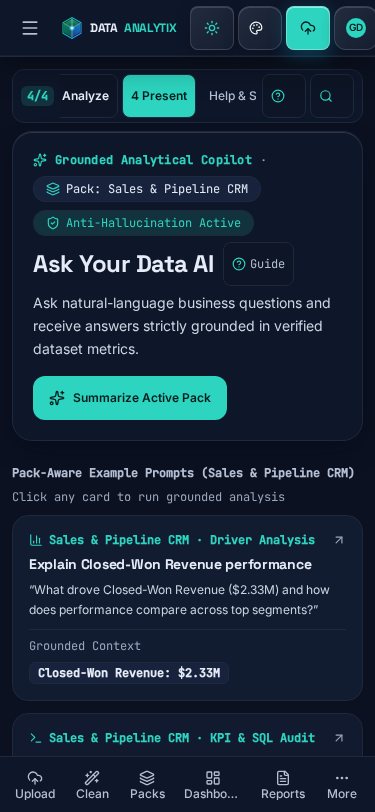 DATA ANALYTIX
GD
4/4 Analyze 4 Present Help & S
Grounded Analytical Copilot ·
Pack: Sales & Pipeline CRM
Anti-Hallucination Active
Ask Your Data AI Guide
Ask natural-language business questions and
receive answers strictly grounded in verified
dataset metrics.
Summarize Active Pack
Pack-Aware Example Prompts (Sales & Pipeline CRM)
Click any card to run grounded analysis
Sales & Pipeline CRM · Driver Analysis
Explain Closed-Won Revenue performance
“What drove Closed-Won Revenue ($2.33M) and how
does performance compare across top segments?”
Grounded Context
Closed-Won Revenue: $2.33M
Sales & Pipeline CRM · KPI & SQL Audit
Upload Clean Packs Dashbo... Reports More